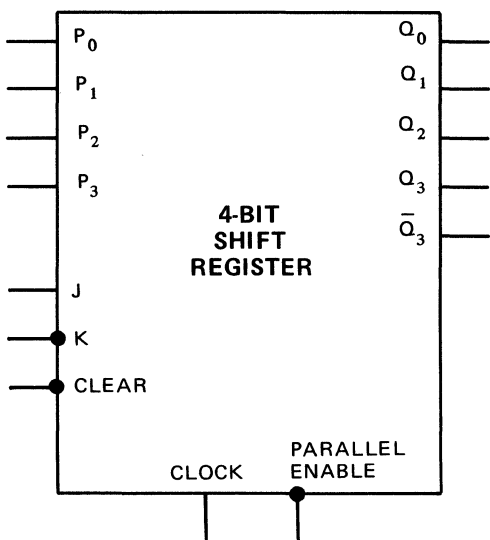 P₀
P₁
P₂
P₃
J
K
CLEAR
4-BIT
SHIFT
REGISTER
Q₀
Q₁
Q₂
Q₃
Q̅₃
CLOCK
PARALLEL
ENABLE